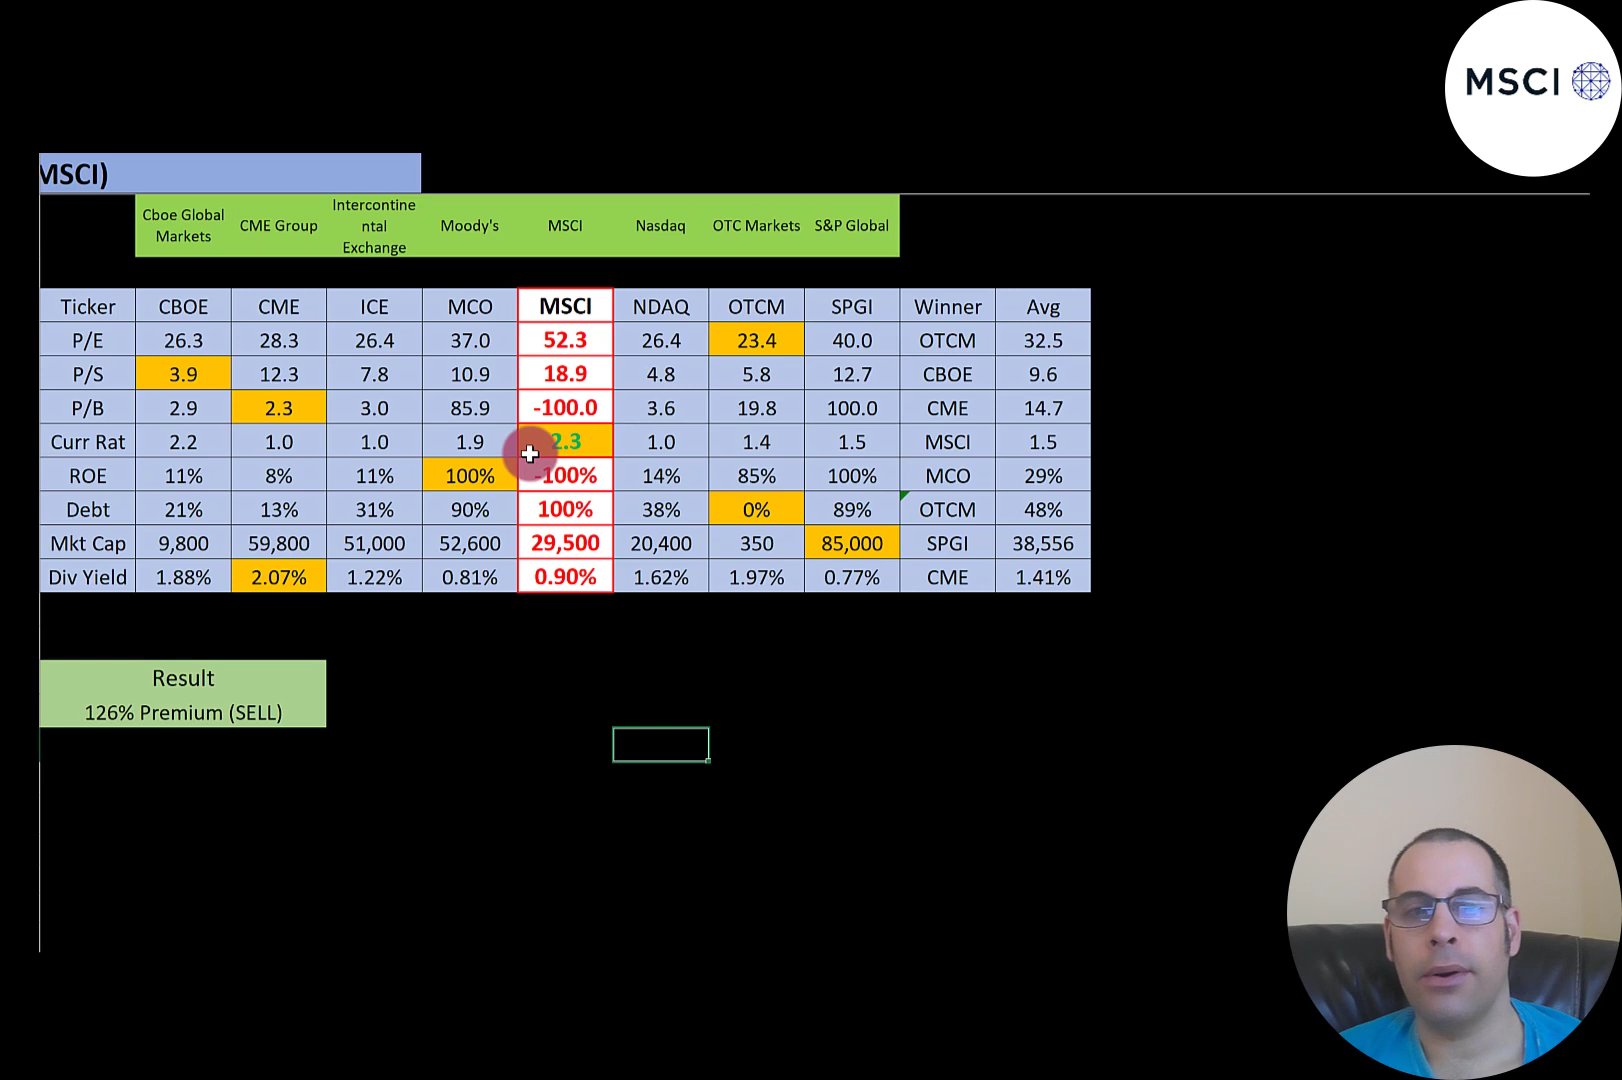 MSCI
MSCI)
Cboe Global
Markets
CME Group
Intercontine
ntal
Exchange
Moody's
MSCI
Nasdaq
OTC Markets
S&P Global
Ticker CBOE CME ICE MCO MSCI NDAQ OTCM SPGI Winner Avg
P/E 26.3 28.3 26.4 37.0 52.3 26.4 23.4 40.0 OTCM 32.5
P/S 3.9 12.3 7.8 10.9 18.9 4.8 5.8 12.7 CBOE 9.6
P/B 2.9 2.3 3.0 85.9 -100.0 3.6 19.8 100.0 CME 14.7
Curr Rat 2.2 1.0 1.0 1.9 2.3 1.0 1.4 1.5 MSCI 1.5
ROE 11% 8% 11% 100% -100% 14% 85% 100% MCO 29%
Debt 21% 13% 31% 90% 100% 38% 0% 89% OTCM 48%
Mkt Cap 9,800 59,800 51,000 52,600 29,500 20,400 350 85,000 SPGI 38,556
Div Yield 1.88% 2.07% 1.22% 0.81% 0.90% 1.62% 1.97% 0.77% CME 1.41%
Result
126% Premium (SELL)